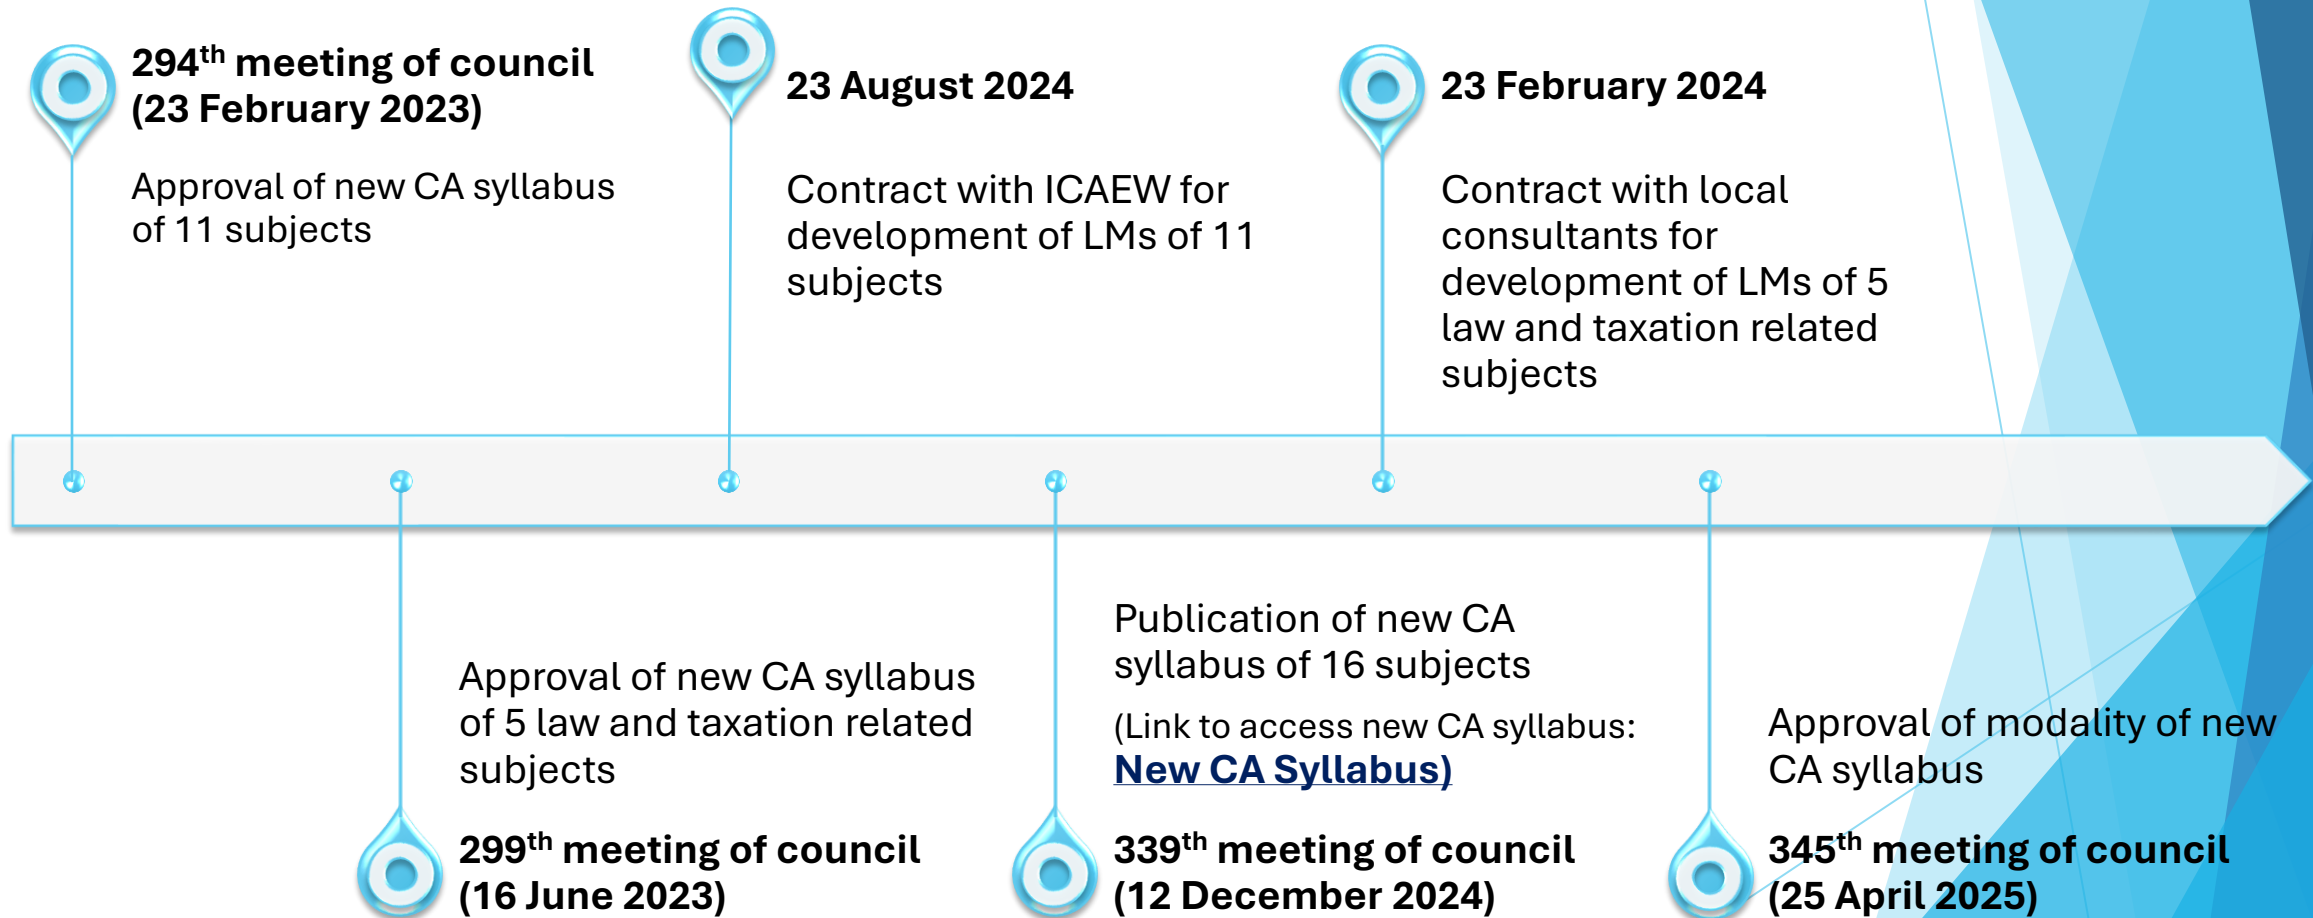 294th meeting of council
(23 February 2023)
Approval of new CA syllabus
of 11 subjects
23 August 2024
Contract with ICAEW for
development of LMs of 11
subjects
23 February 2024
Contract with local
consultants for
development of LMs of 5
law and taxation related
subjects
Approval of new CA syllabus
of 5 law and taxation related
subjects
299th meeting of council
(16 June 2023)
Publication of new CA
syllabus of 16 subjects
(Link to access new CA syllabus:
New CA Syllabus)
339th meeting of council
(12 December 2024)
Approval of modality of new
CA syllabus
345th meeting of council
(25 April 2025)